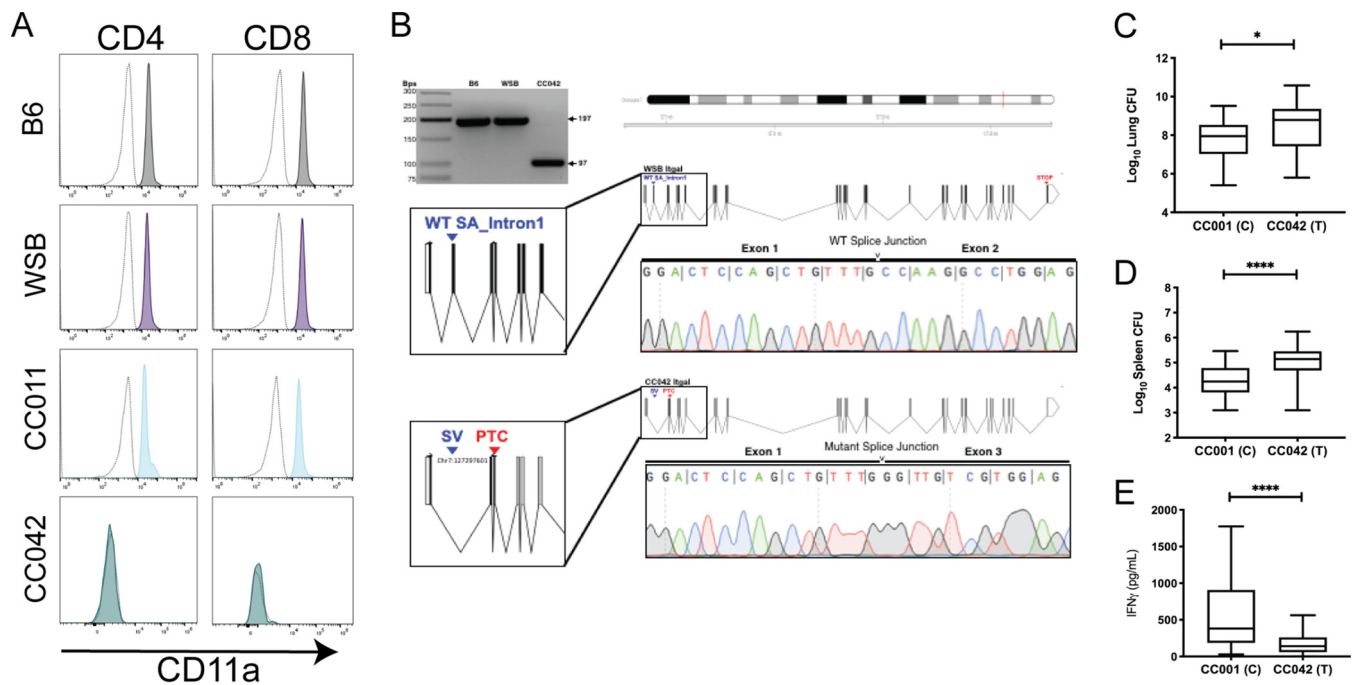 A
CD4
CD8
B6
WSB
CC011
CC042
CD11a
B
Bps
B6
WSB
CC042
300
250
200
150
100
75
197
97
WSB Itgal
WT SA_Intron1
STOP
WT SA_Intron1
WT Splice Junction
Exon 1
Exon 2
G G A C T C C A G C T G T T T G C C A A G G C C T G G A G
CC042 Itgal
SV
PTC
SV
PTC
Chr7:127297601
Mutant Splice Junction
Exon 1
Exon 3
G G A C T C C A G C T G T T T G G G T T G T C G T G G A G
C
*
Log10 Lung CFU
12
10
8
6
4
CC001 (C)
CC042 (T)
D
****
Log10 Spleen CFU
8
7
6
5
4
3
2
CC001 (C)
CC042 (T)
E
****
IFNγ (pg/mL)
2000
1500
1000
500
0
CC001 (C)
CC042 (T)